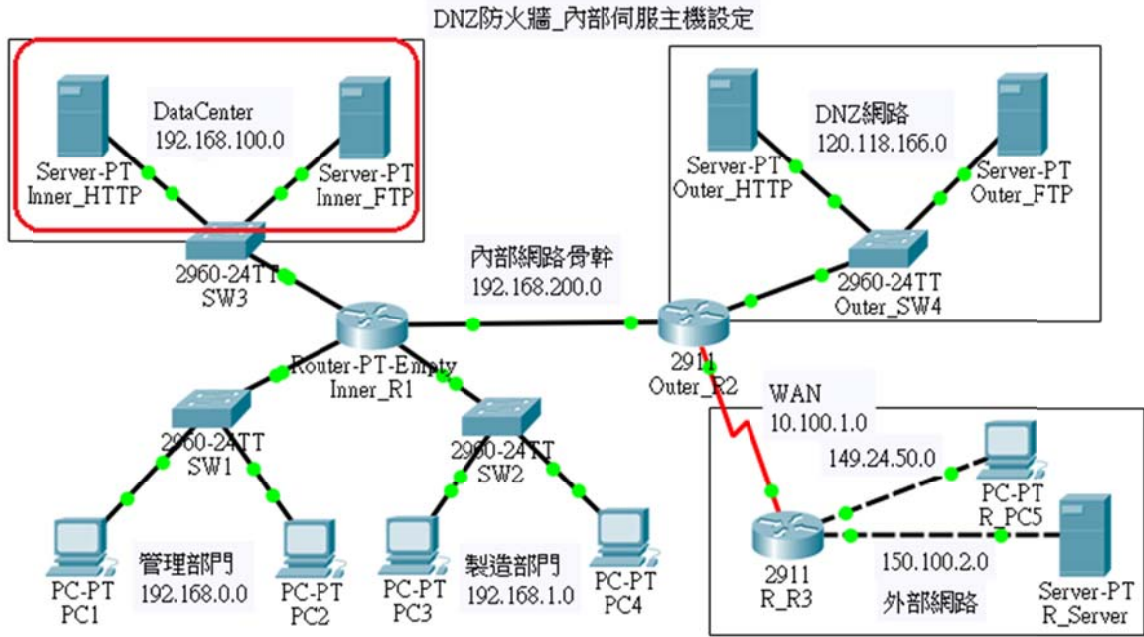 DNZ防火牆_內部伺服主機設定
DataCenter
192.168.100.0
Server-PT
Inner_HTTP
Server-PT
Inner_FTP
2960-24TT
SW3
DNZ網路
120.118.166.0
Server-PT
Outer_HTTP
Server-PT
Outer_FTP
2960-24TT
Outer_SW4
內部網路骨幹
192.168.200.0
Router-PT-Empty
Inner_R1
2911
Outer_R2
2960-24TT
SW1
2960-24TT
SW2
PC-PT
PC1
管理部門
192.168.0.0
PC-PT
PC2
PC-PT
PC3
製造部門
192.168.1.0
PC-PT
PC4
WAN
10.100.1.0
149.24.50.0
PC-PT
R_PC5
2911
R_R3
150.100.2.0
外部網路
Server-PT
R_Server